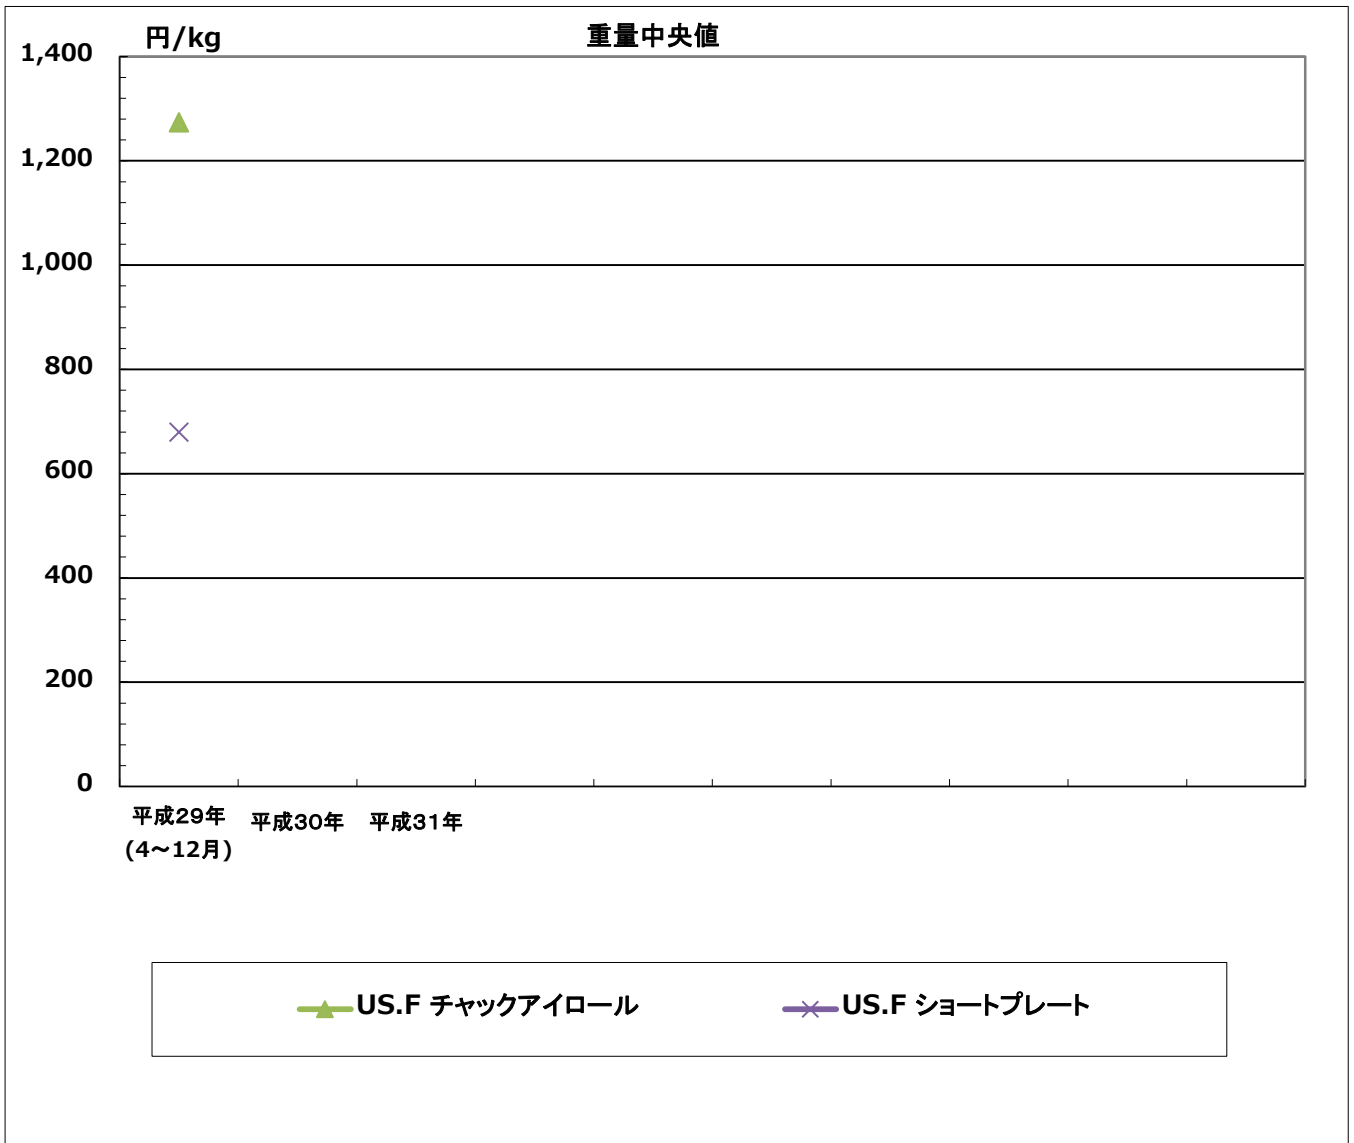 円/kg
重量中央値
1,400
1,200
1,000
800
600
400
200
0
平成29年
(4～12月)
平成30年
平成31年
US.F チャックアイロール
US.F ショートプレート